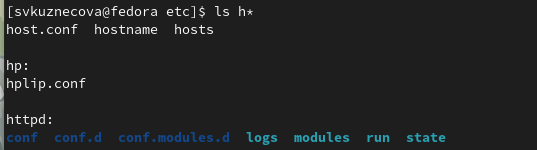 [svkuznecova@fedora etc]$ ls h*
host.conf  hostname  hosts

hp:
hplip.conf

httpd:
conf  conf.d  conf.modules.d  logs  modules  run  state